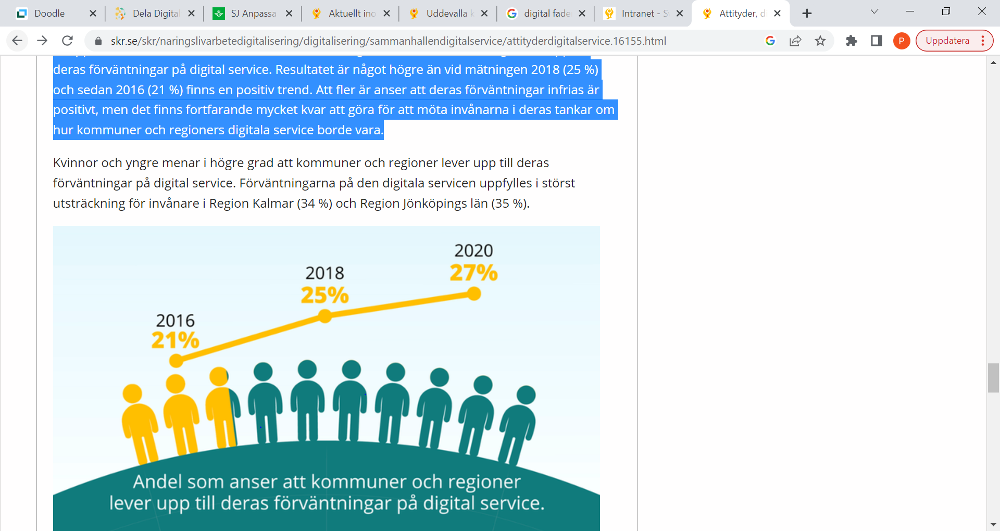 Doodle
Dela Digital
SJ Anpassa
Aktuellt ino
Uddevalla k
digital fade
Intranet - Sv
Attityder, di
skr.se/skr/naringslivarbetedigitalisering/digitalisering/sammanhallendigitalservice/attityderdigitalservice.16155.html
P
Uppdatera
deras förväntningar på digital service. Resultatet är något högre än vid mätningen 2018 (25 %)
och sedan 2016 (21 %) finns en positiv trend. Att fler är anser att deras förväntningar infrias är
positivt, men det finns fortfarande mycket kvar att göra för att möta invånarna i deras tankar om
hur kommuner och regioners digitala service borde vara.
Kvinnor och yngre menar i högre grad att kommuner och regioner lever upp till deras
förväntningar på digital service. Förväntningarna på den digitala servicen uppfylles i störst
utsträckning för invånare i Region Kalmar (34 %) och Region Jönköpings län (35 %).
2020
27%
2018
25%
2016
21%
Andel som anser att kommuner och regioner
lever upp till deras förväntningar på digital service.